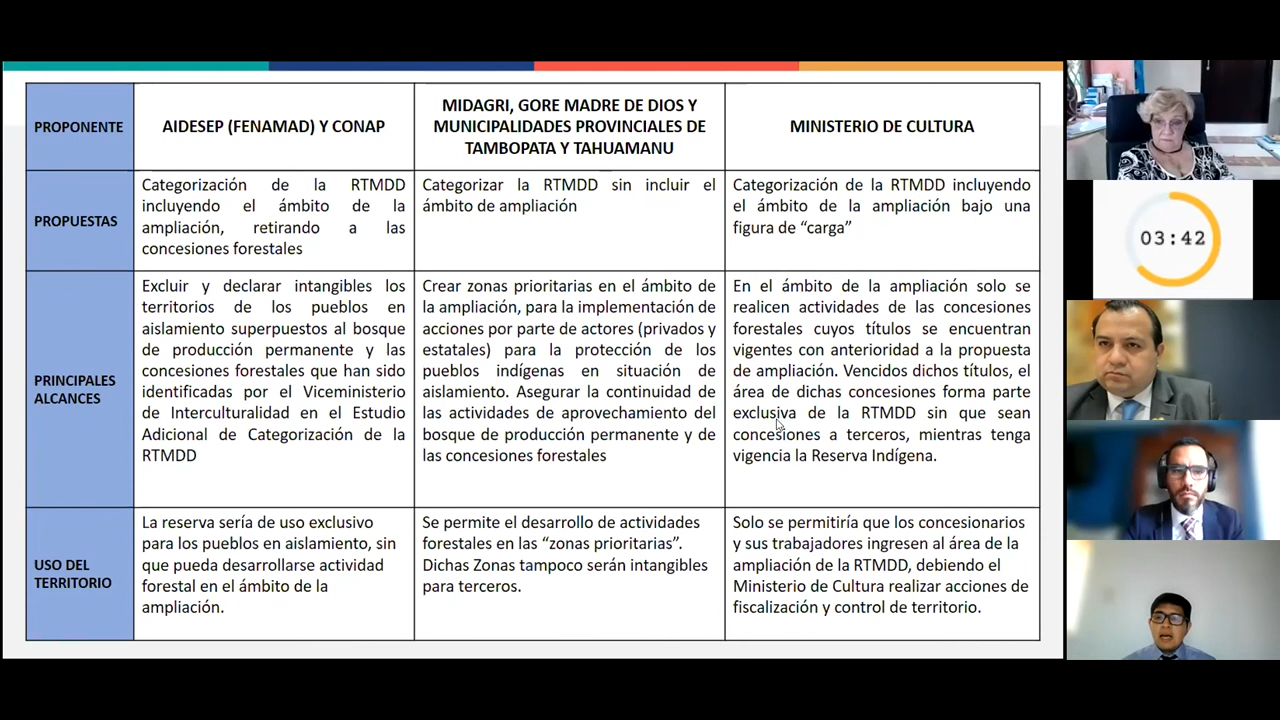 PROPONENTE
AIDESEP (FENAMAD) Y CONAP
MIDAGRI, GORE MADRE DE DIOS Y
MUNICIPALIDADES PROVINCIALES DE
TAMBOPATA Y TAHUAMANU
MINISTERIO DE CULTURA
PROPUESTAS
Categorización de la RTMDD
incluyendo el ámbito de la
ampliación, retirando a las
concesiones forestales
Categorizar la RTMDD sin incluir el
ámbito de ampliación
Categorización de la RTMDD incluyendo
el ámbito de la ampliación bajo una
figura de “carga”
PRINCIPALES
ALCANCES
Excluir y declarar intangibles los
territorios de los pueblos en
aislamiento superpuestos al bosque
de producción permanente y las
concesiones forestales que han sido
identificadas por el Viceministerio
de Interculturalidad en el Estudio
Adicional de Categorización de la
RTMDD
Crear zonas prioritarias en el ámbito de
la ampliación, para la implementación de
acciones por parte de actores (privados y
estatales) para la protección de los
pueblos indígenas en situación de
aislamiento. Asegurar la continuidad de
las actividades de aprovechamiento del
bosque de producción permanente y de
las concesiones forestales
En el ámbito de la ampliación solo se
realicen actividades de las concesiones
forestales cuyos títulos se encuentran
vigentes con anterioridad a la propuesta
de ampliación. Vencidos dichos títulos, el
área de dichas concesiones forma parte
exclusiva de la RTMDD sin que sean
concesiones a terceros, mientras tenga
vigencia la Reserva Indígena.
USO DEL
TERRITORIO
La reserva sería de uso exclusivo
para los pueblos en aislamiento, sin
que pueda desarrollarse actividad
forestal en el ámbito de la
ampliación.
Se permite el desarrollo de actividades
forestales en las “zonas prioritarias”.
Dichas Zonas tampoco serán intangibles
para terceros.
Solo se permitiría que los concesionarios
y sus trabajadores ingresen al área de la
ampliación de la RTMDD, debiendo el
Ministerio de Cultura realizar acciones de
fiscalización y control de territorio.
03:42